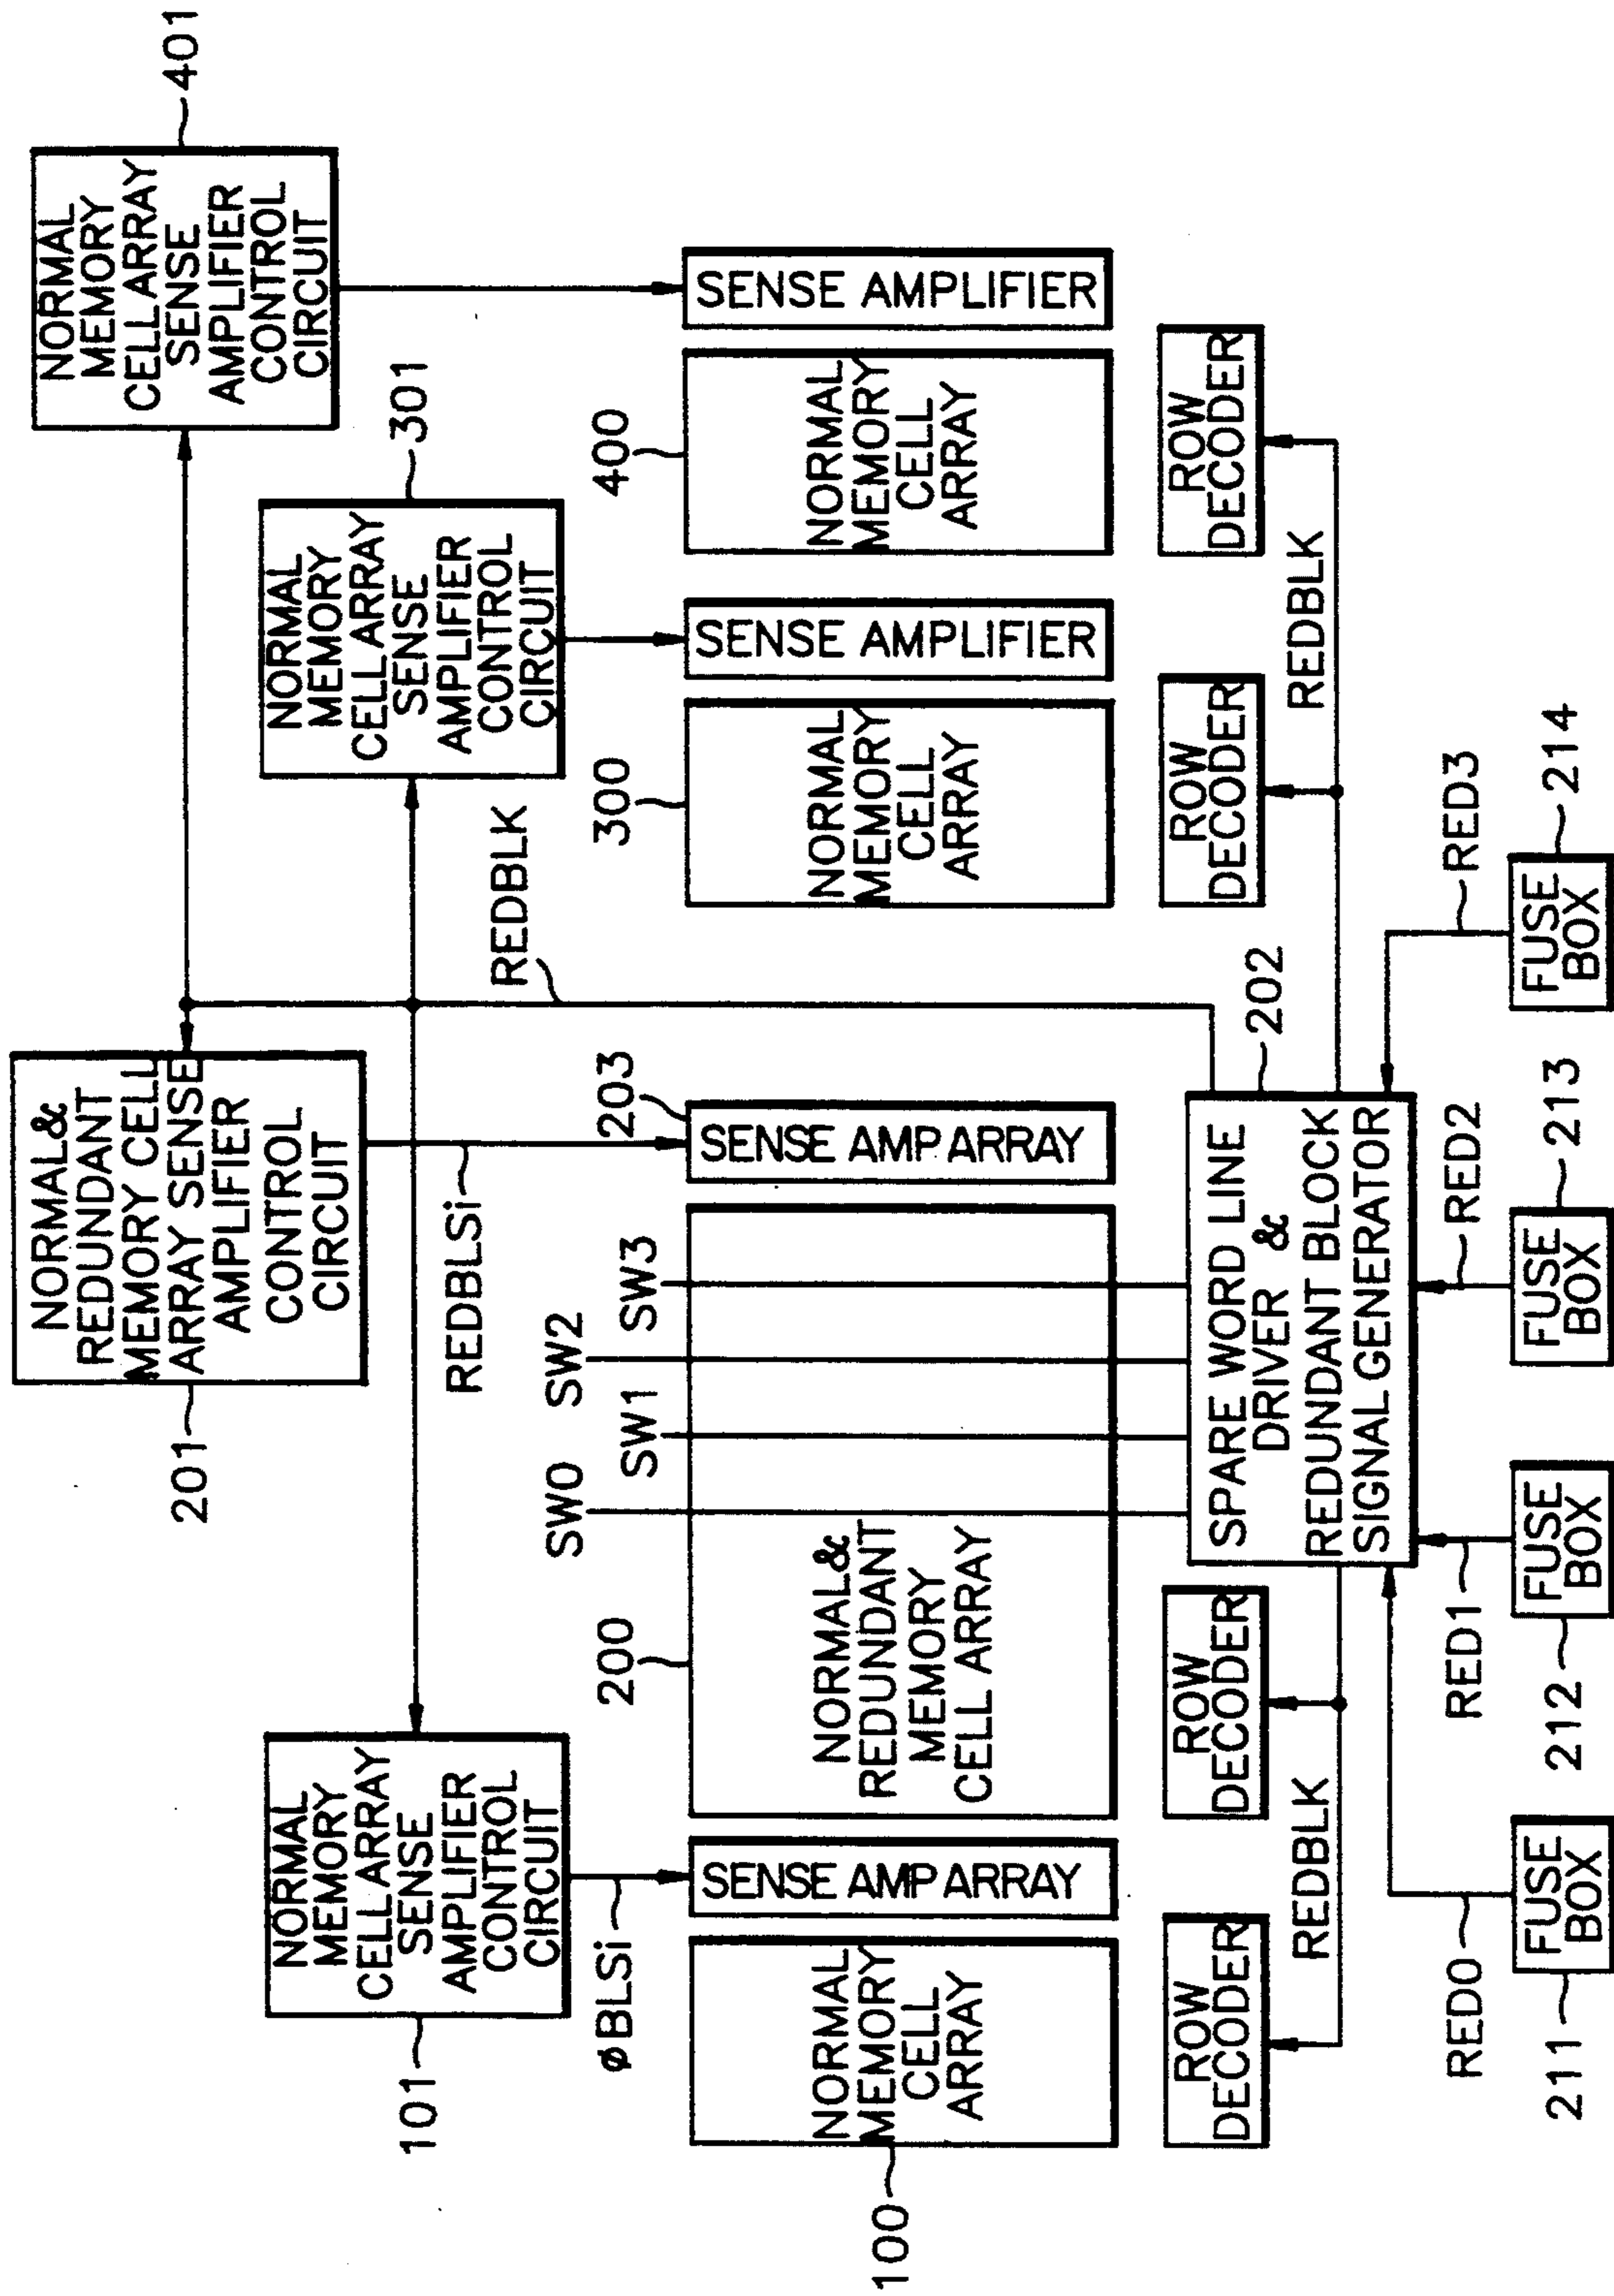 NORMAL
MEMORY
CELL ARRAY
SENSE
AMPLIFIER
CONTROL
CIRCUIT
101
NORMAL&
REDUNDANT
MEMORY CELL
ARRAY SENSE
AMPLIFIER
CONTROL
CIRCUIT
201
NORMAL
MEMORY
CELL ARRAY
SENSE
AMPLIFIER
CONTROL
CIRCUIT
301
NORMAL
MEMORY
CELL ARRAY
SENSE
AMPLIFIER
CONTROL
CIRCUIT
401
øBLSi
REDBLSi
REDBLK
100
NORMAL
MEMORY
CELL
ARRAY
SENSE AMP ARRAY
200
NORMAL&
REDUNDANT
MEMORY
CELL ARRAY
SW0
SW1
SW2
SW3
203
SENSE AMP ARRAY
300
NORMAL
MEMORY
CELL
ARRAY
SENSE AMPLIFIER
400
NORMAL
MEMORY
CELL
ARRAY
SENSE AMPLIFIER
ROW
DECODER
ROW
DECODER
SPARE WORD LINE
DRIVER &
REDUNDANT BLOCK
SIGNAL GENERATOR
202
ROW
DECODER
ROW
DECODER
REDBLK
REDBLK
RED0
RED1
RED2
RED3
211
FUSE
BOX
212
FUSE
BOX
213
FUSE
BOX
214
FUSE
BOX